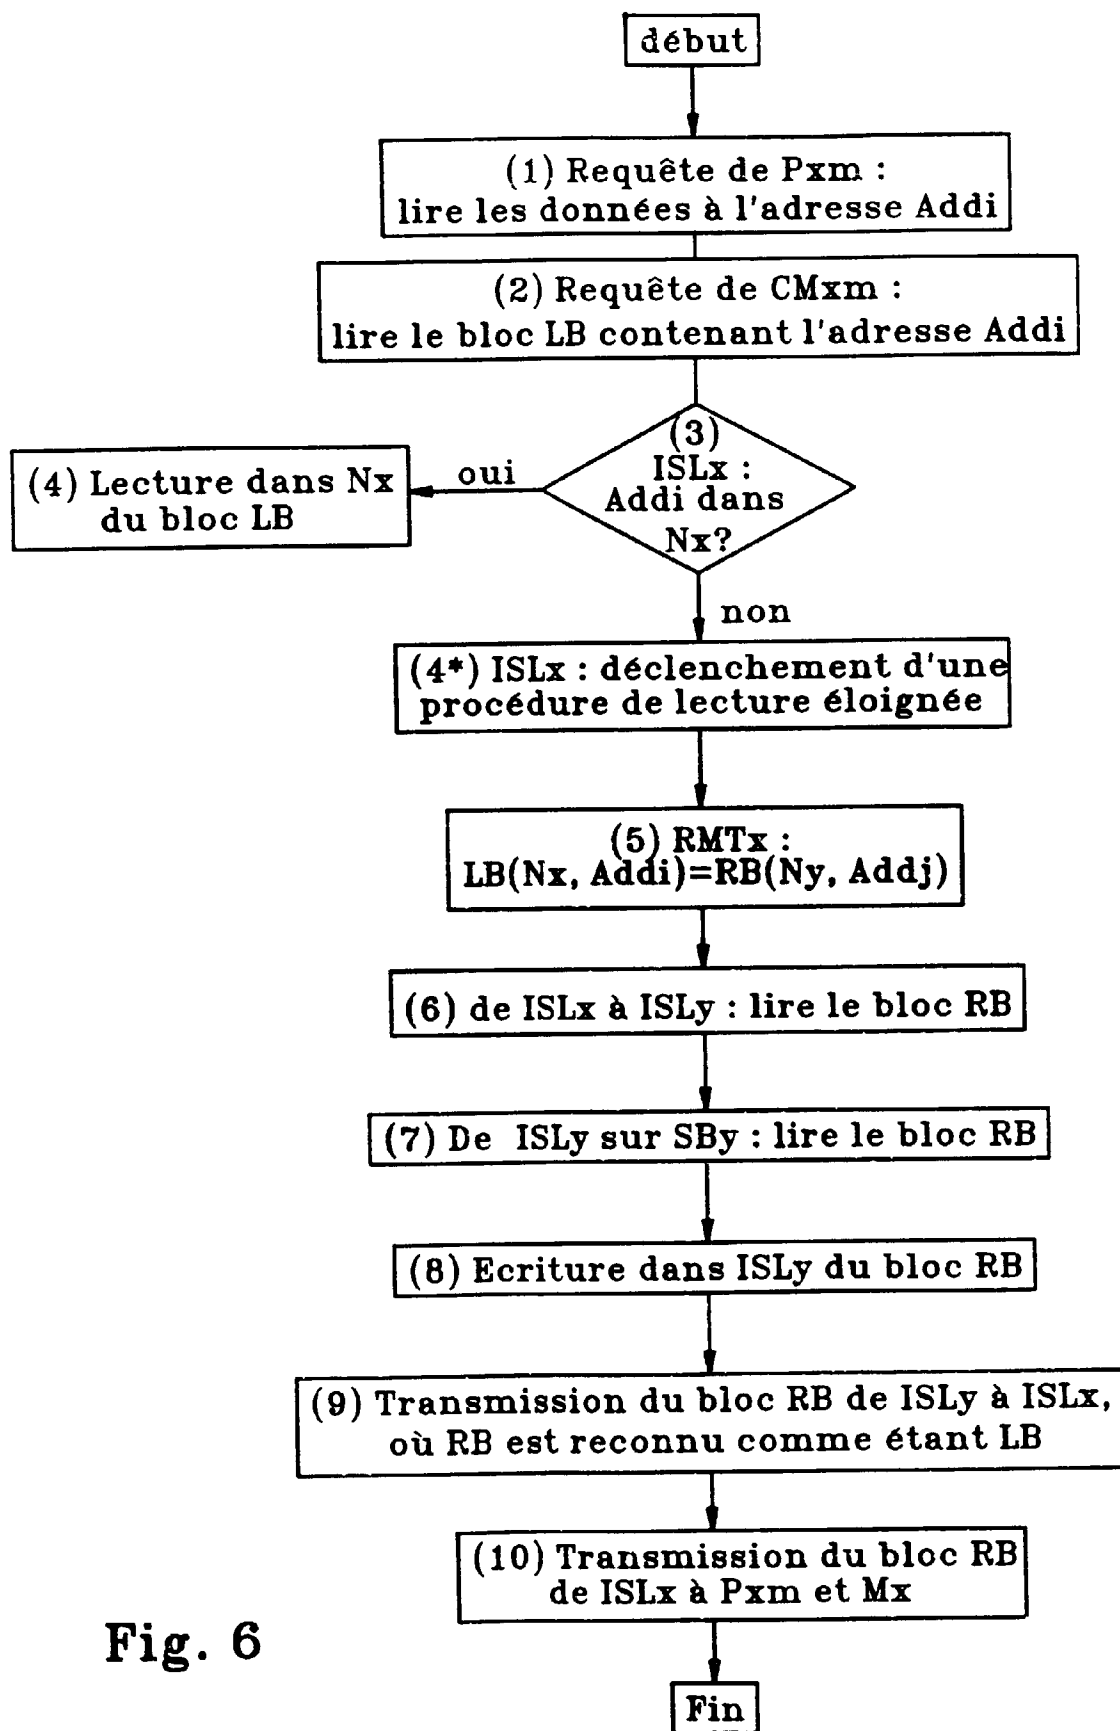 début
(1) Requête de Pxm :
lire les données à l'adresse Addi
(2) Requête de CMxm :
lire le bloc LB contenant l'adresse Addi
(3)
ISLx :
Addi dans
Nx?
oui
(4) Lecture dans Nx
du bloc LB
non
(4*) ISLx : déclenchement d'une
procédure de lecture éloignée
(5) RMTx :
LB(Nx, Addi)=RB(Ny, Addj)
(6) de ISLx à ISLy : lire le bloc RB
(7) De ISLy sur SBy : lire le bloc RB
(8) Ecriture dans ISLy du bloc RB
(9) Transmission du bloc RB de ISLy à ISLx,
où RB est reconnu comme étant LB
(10) Transmission du bloc RB
de ISLx à Pxm et Mx
Fig. 6
Fin